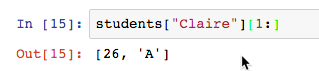 In [15]: students["Claire"][1:]
Out[15]: [26, 'A']